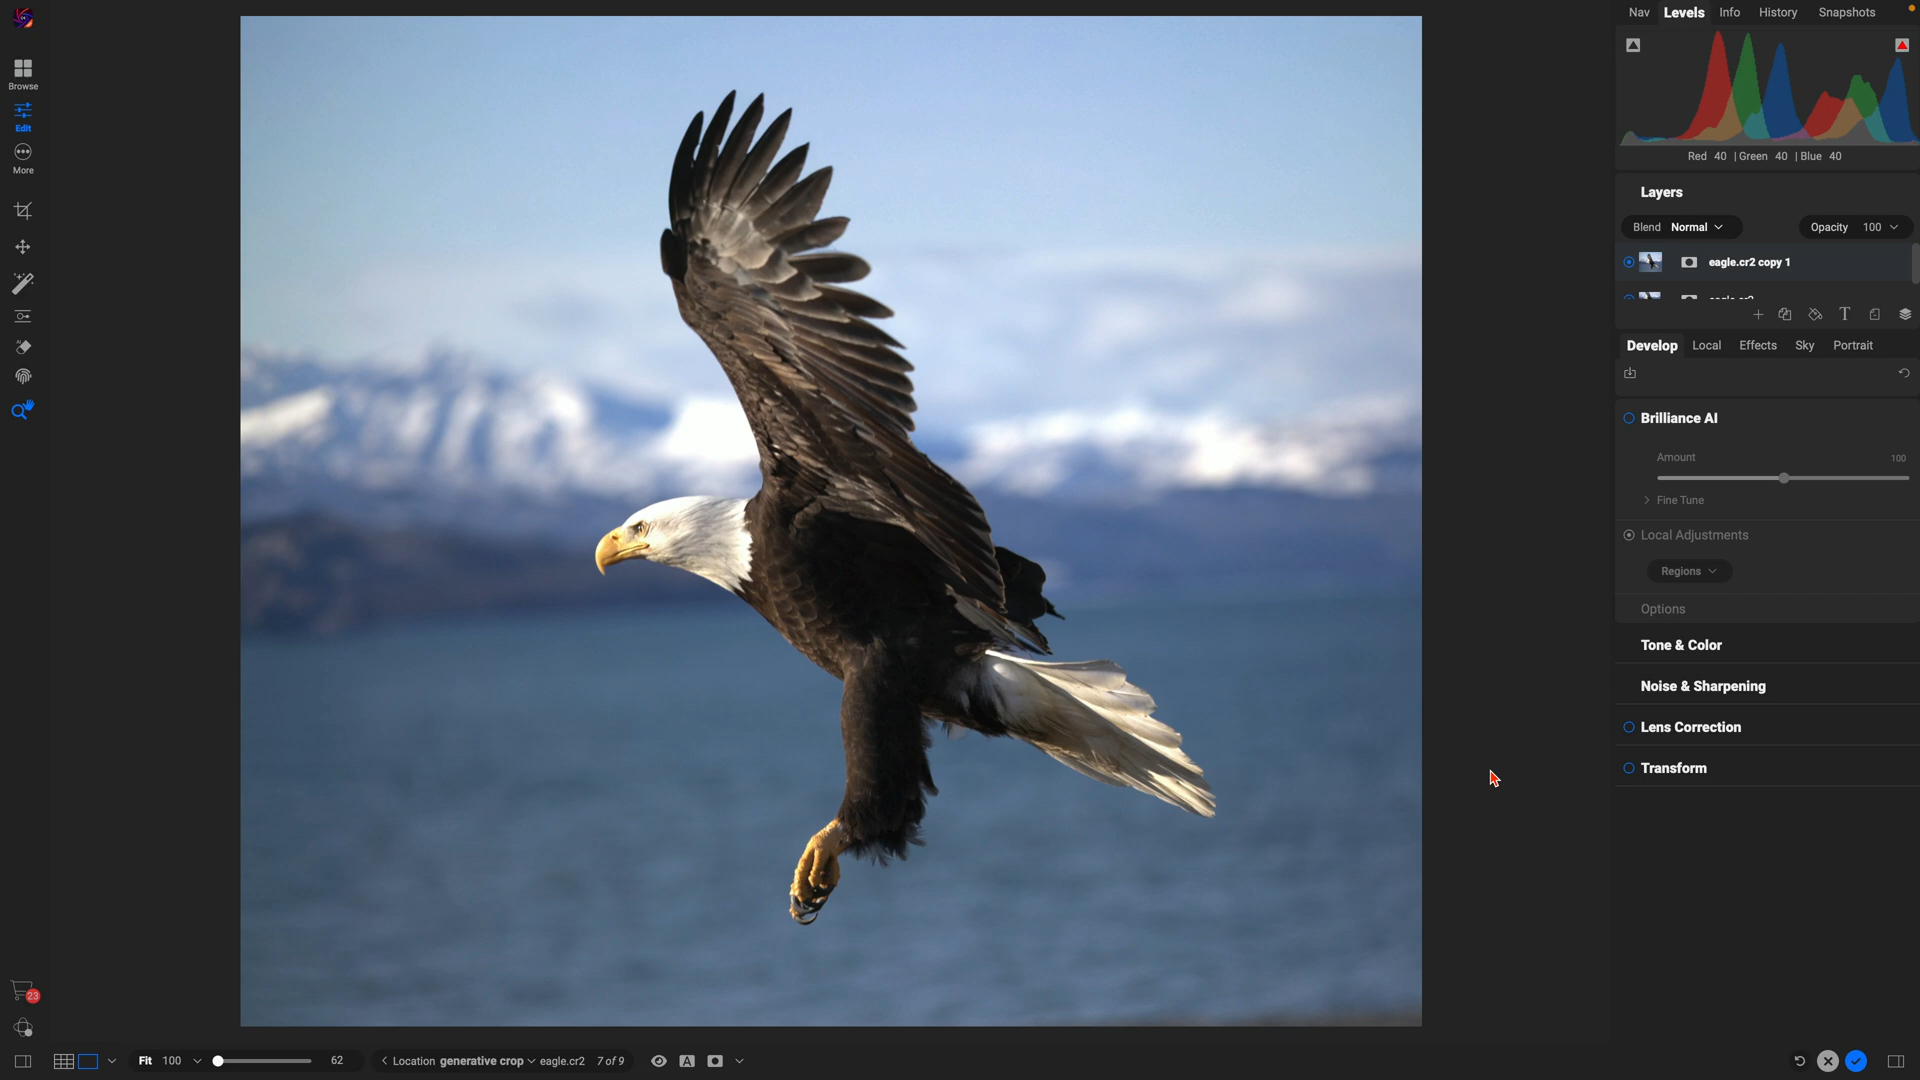 Nav Levels Info History Snapshots
Red 40 | Green 40 | Blue 40
Layers
Blend Normal Opacity 100
eagle.cr2 copy 1
Develop Local Effects Sky Portrait
Brilliance AI
Amount 100
Fine Tune
Local Adjustments
Regions
Options
Tone & Color
Noise & Sharpening
Lens Correction
Transform
Browse
Edit
More
AI
23
Fit 100 62 Location generative crop eagle.cr2 7 of 9 A